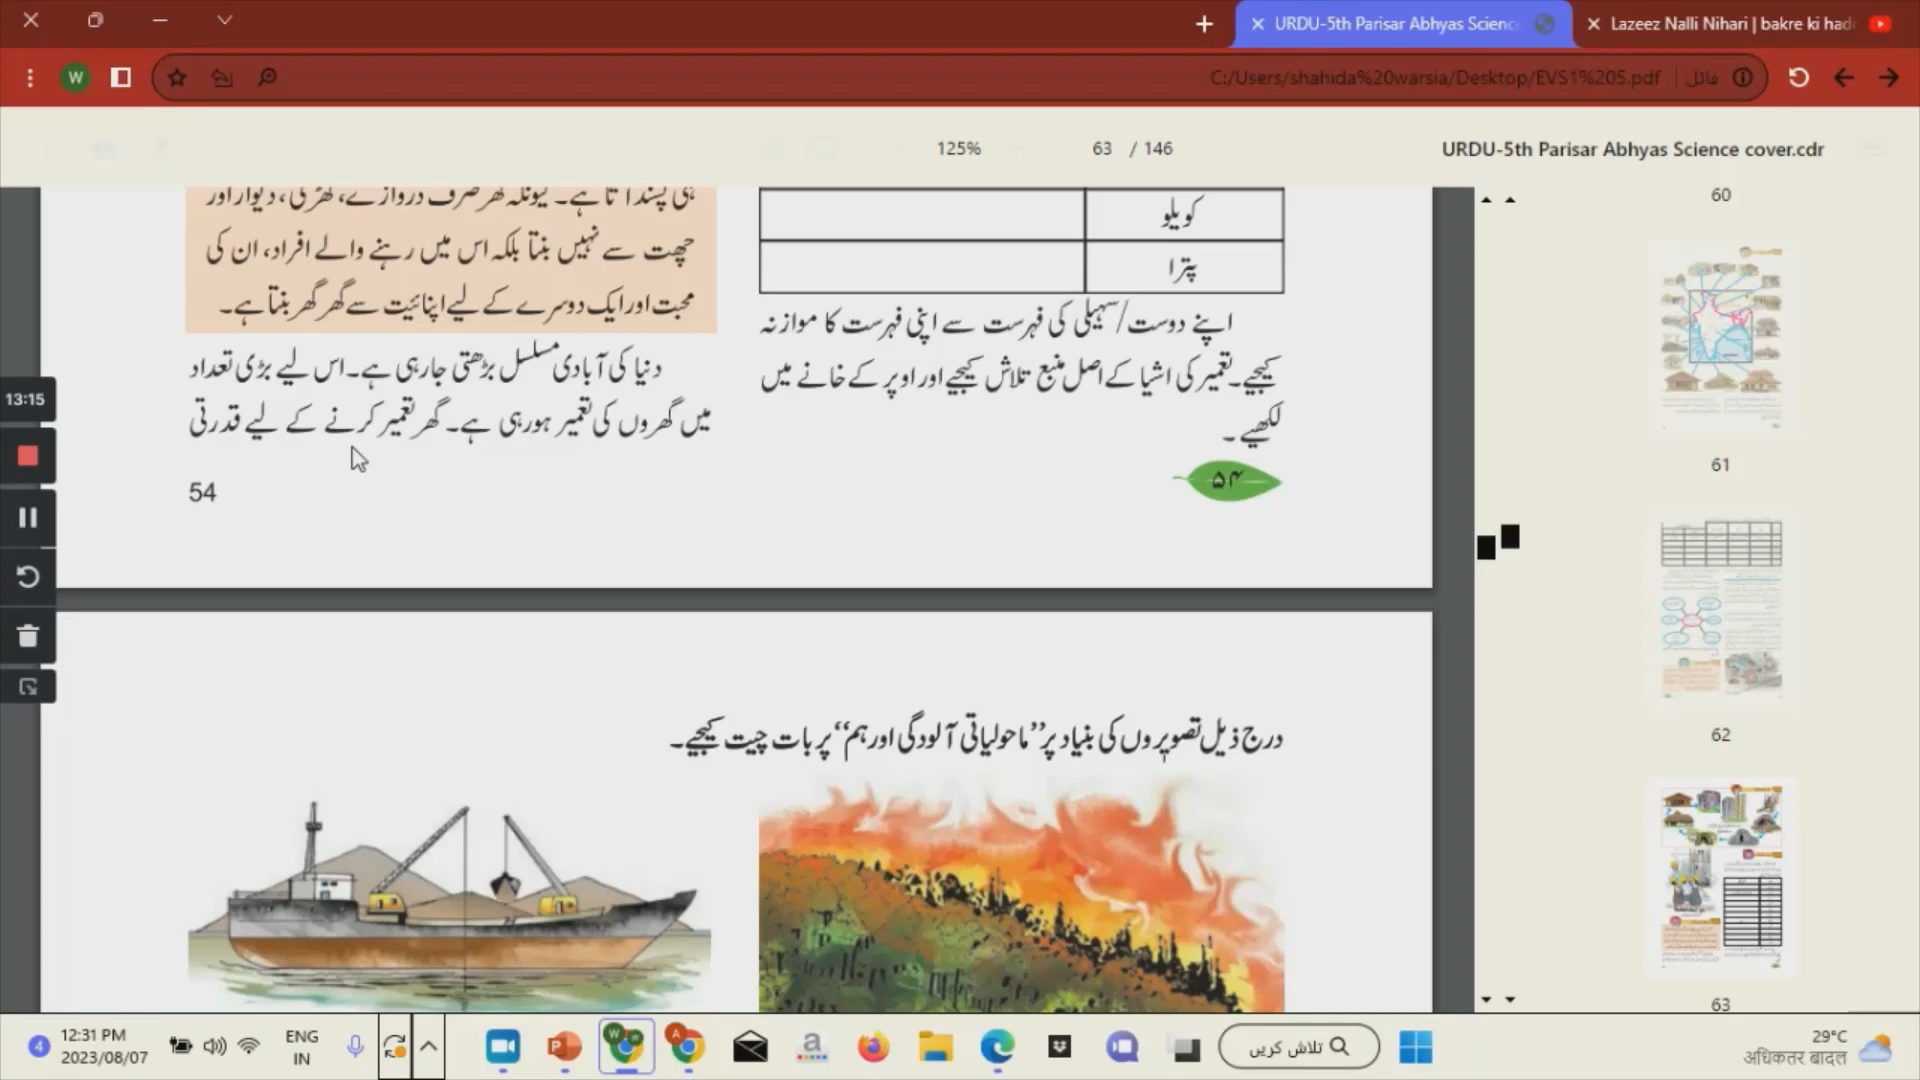 URDU-5th Parisar Abhyas Scienc
Lazeez Nalli Nihari | bakre ki had
W
C:/Users/shahida%20warsia/Desktop/EVS1%205.pdf
فائل
125%
63 / 146
URDU-5th Parisar Abhyas Science cover.cdr
کویلو
پترا
اپنے دوست/سہیلی کی فہرست سے اپنی فہرست کا موازنہ
کیجیے۔ تعمیر کی اشیا کے اصل منبع تلاش کیجیے اور اوپر کے خانے میں
لکھیے۔
۵۴
ہی پسند آتا ہے۔ کیونکہ گھر صرف دروازے، کھڑکی، دیوار اور
چھت سے نہیں بنتا بلکہ اس میں رہنے والے افراد، ان کی
محبت اور ایک دوسرے کے لیے اپنائیت سے گھر گھر بنتا ہے۔
دنیا کی آبادی مسلسل بڑھتی جارہی ہے۔ اس لیے بڑی تعداد
میں گھروں کی تعمیر ہورہی ہے۔ گھر تعمیر کرنے کے لیے قدرتی
54
درج ذیل تصویروں کی بنیاد پر ’’ماحولیاتی آلودگی اور ہم‘‘ پر بات چیت کیجیے۔
60
61
62
63
13:15
4
12:31 PM
2023/08/07
ENG
IN
تلاش کریں
29°C
अधिकतर बादल